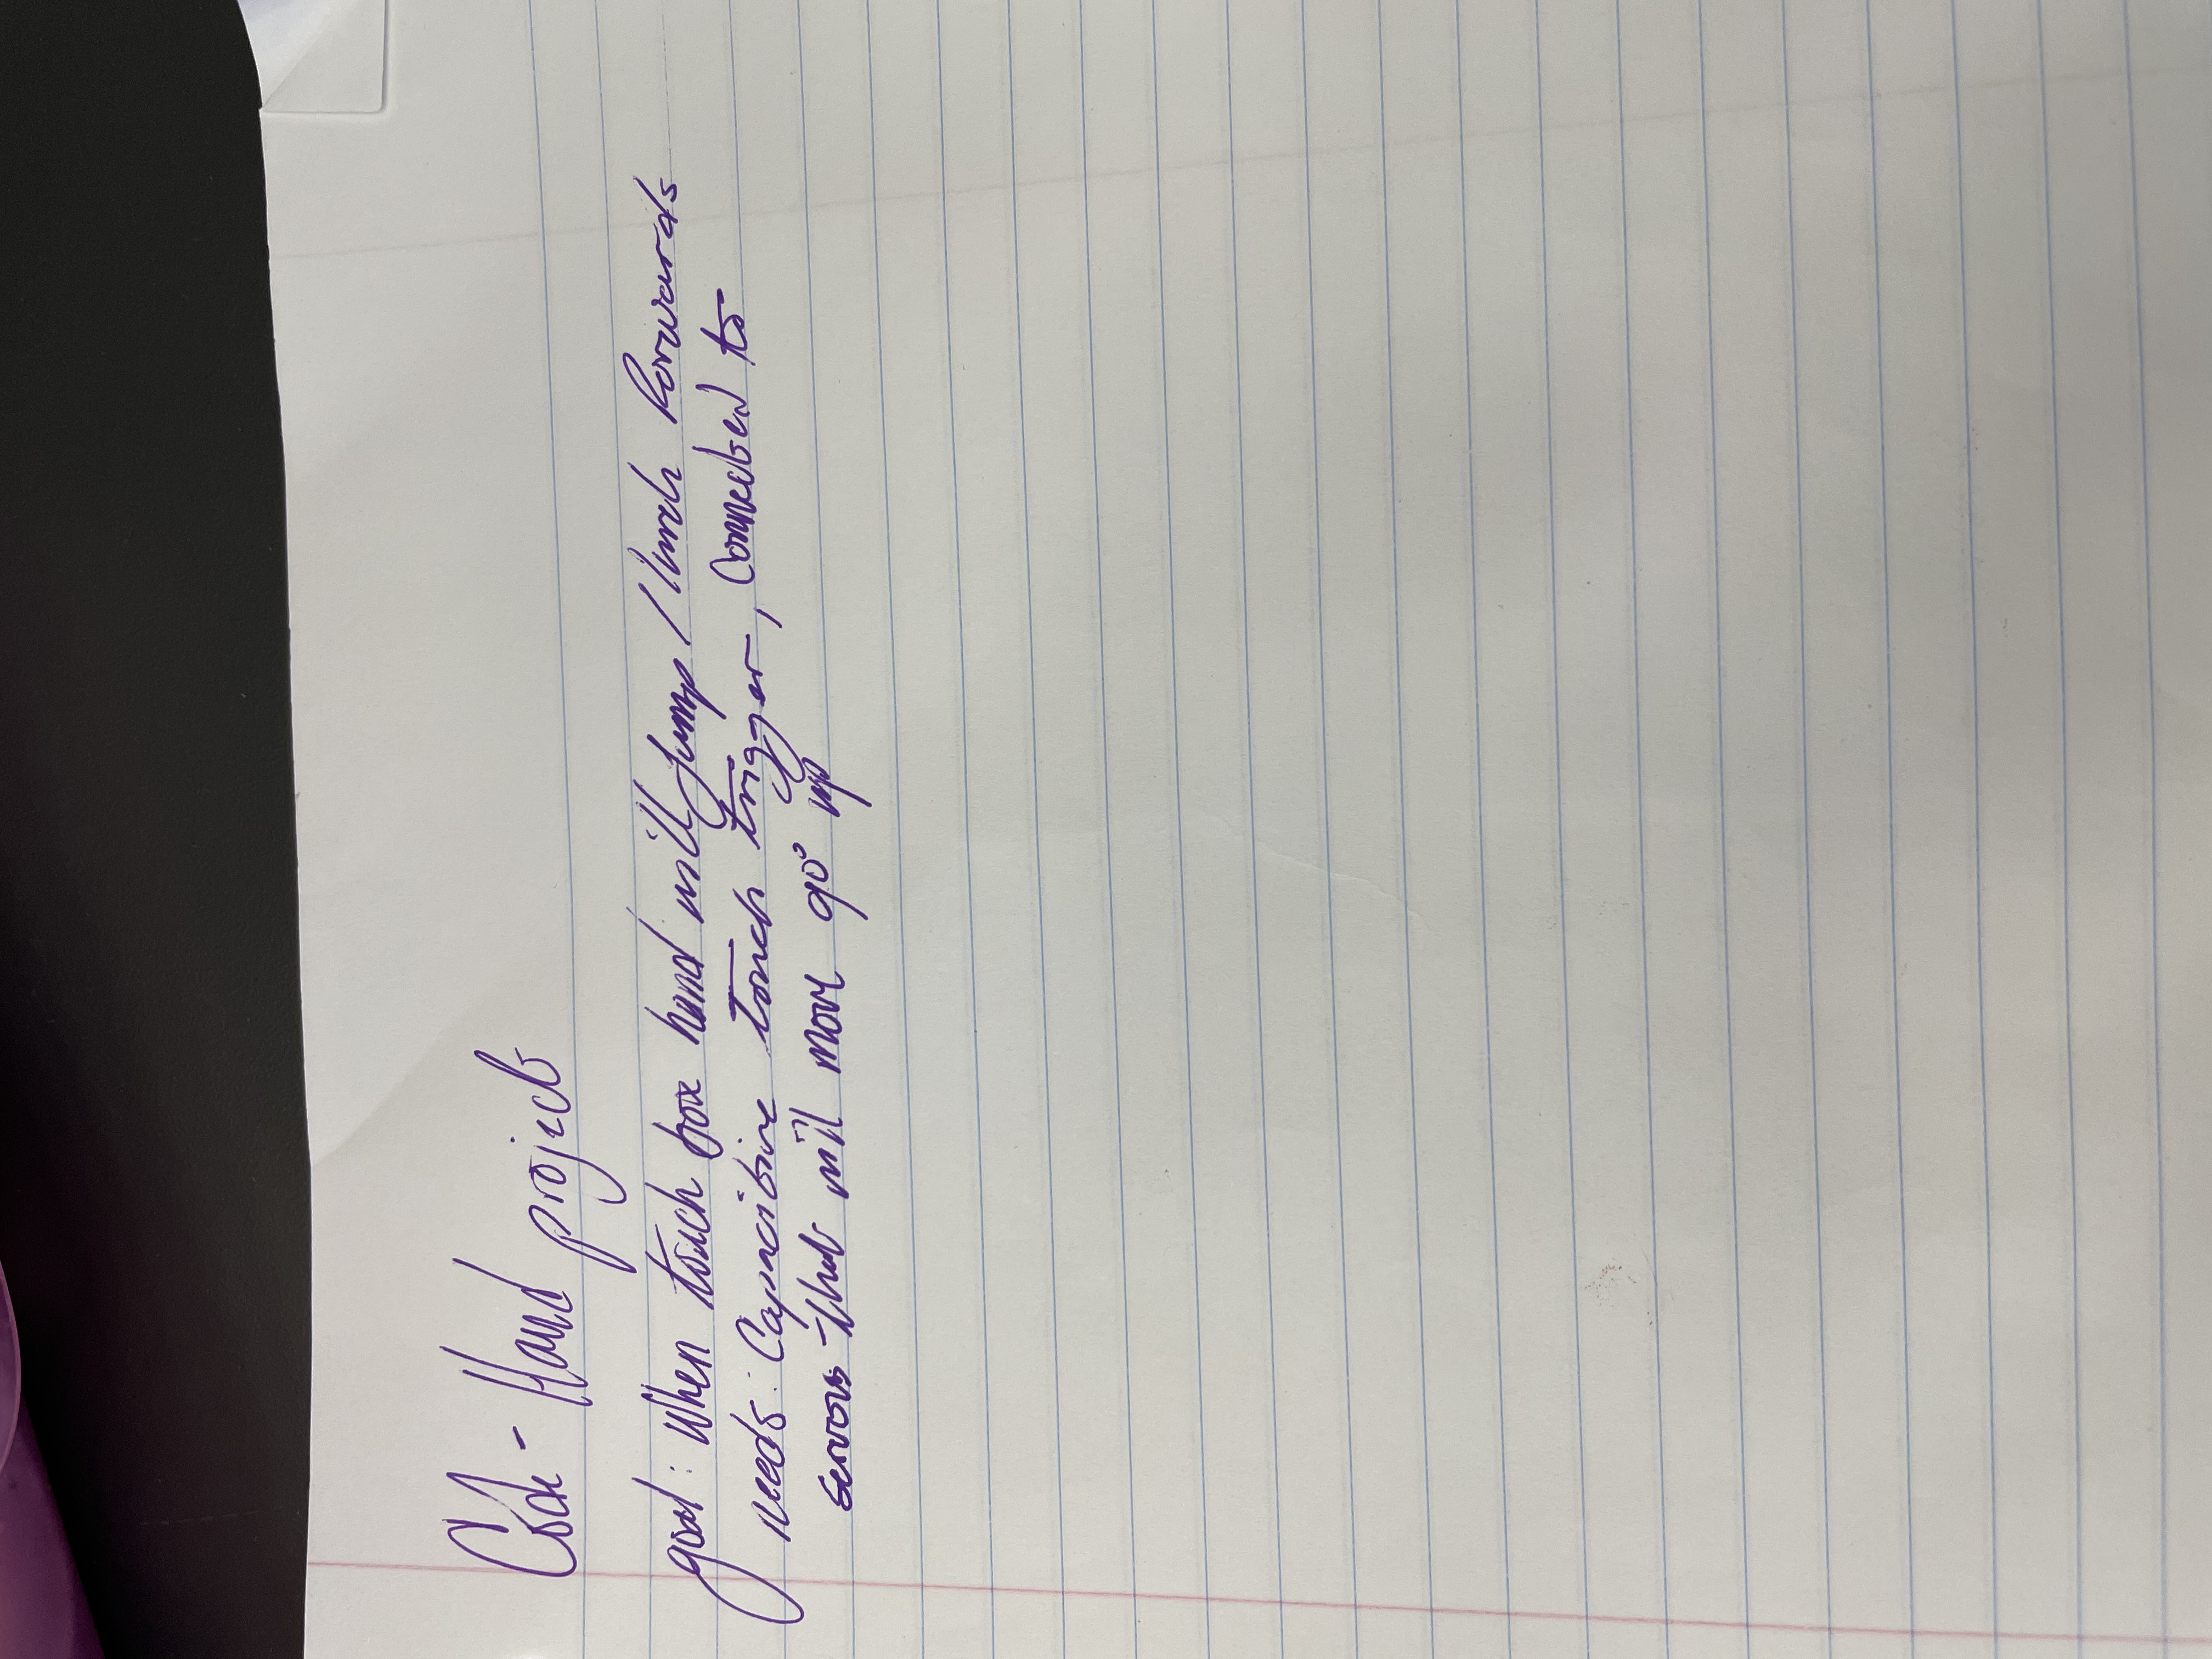 Code - Hand project
goal: When touch box hand will jump / lurch forwards
needs: Capacitive touch trigger, connected to
servos that will move 90° up